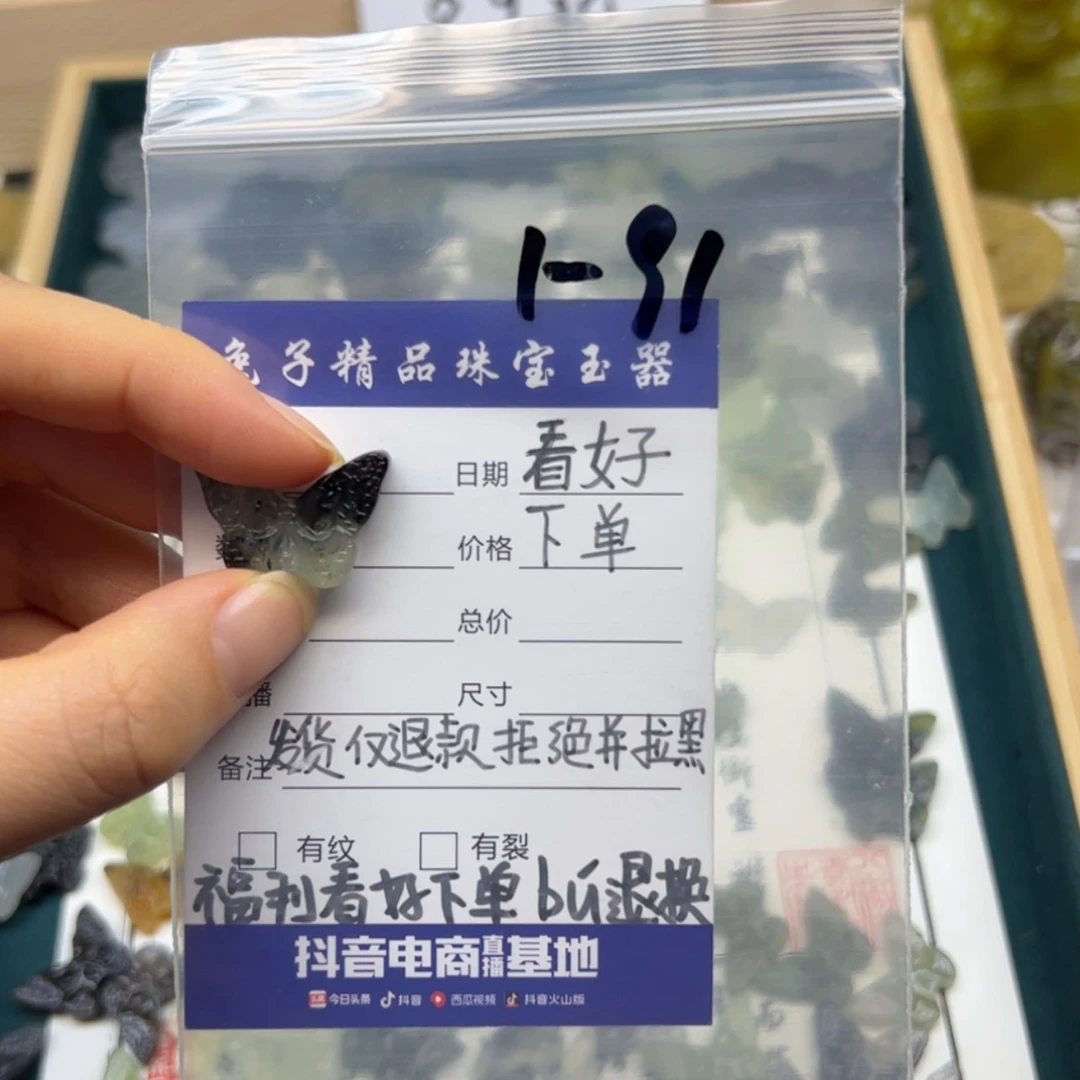 1-91
兔子精品珠宝玉器
日期 看好
价格 下单
总价
播 尺寸
发货仅退款拒绝并拉黑
备注
有纹 有裂
福利看好下单bù退换
抖音电商直播基地
今日头条 抖音 西瓜视频 抖音火山版